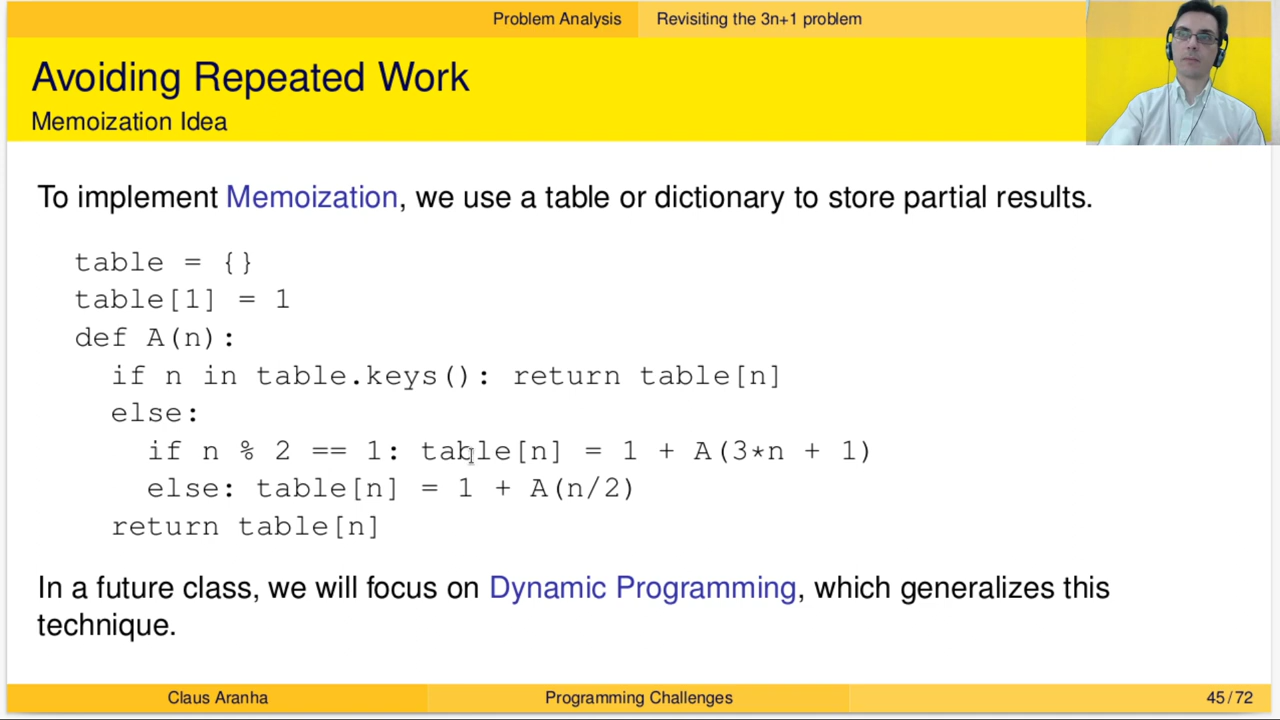 Problem Analysis Revisiting the 3n+1 problem
Avoiding Repeated Work
Memoization Idea
To implement Memoization, we use a table or dictionary to store partial results.
table = {}
table[1] = 1
def A(n):
if n in table.keys(): return table[n]
else:
if n % 2 == 1: table[n] = 1 + A(3*n + 1)
else: table[n] = 1 + A(n/2)
return table[n]
In a future class, we will focus on Dynamic Programming, which generalizes this
technique.
Claus Aranha Programming Challenges 45 / 72